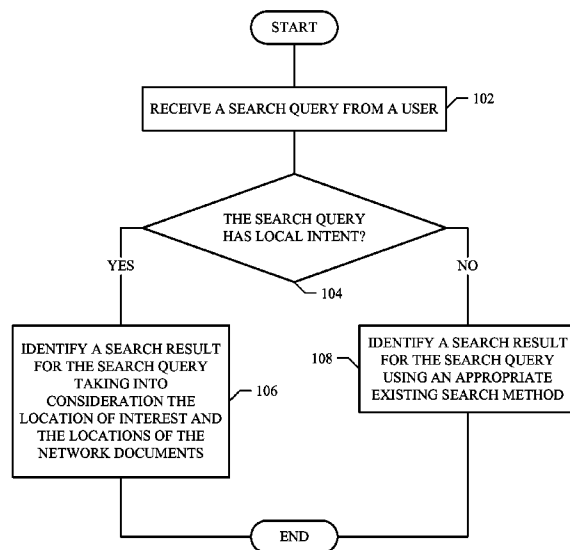 START
RECEIVE A SEARCH QUERY FROM A USER
102
THE SEARCH QUERY
HAS LOCAL INTENT?
YES
NO
104
IDENTIFY A SEARCH RESULT
FOR THE SEARCH QUERY
TAKING INTO
CONSIDERATION THE
LOCATION OF INTEREST AND
THE LOCATIONS OF THE
NETWORK DOCUMENTS
106
108
IDENTIFY A SEARCH RESULT
FOR THE SEARCH QUERY
USING AN APPROPRIATE
EXISTING SEARCH METHOD
END